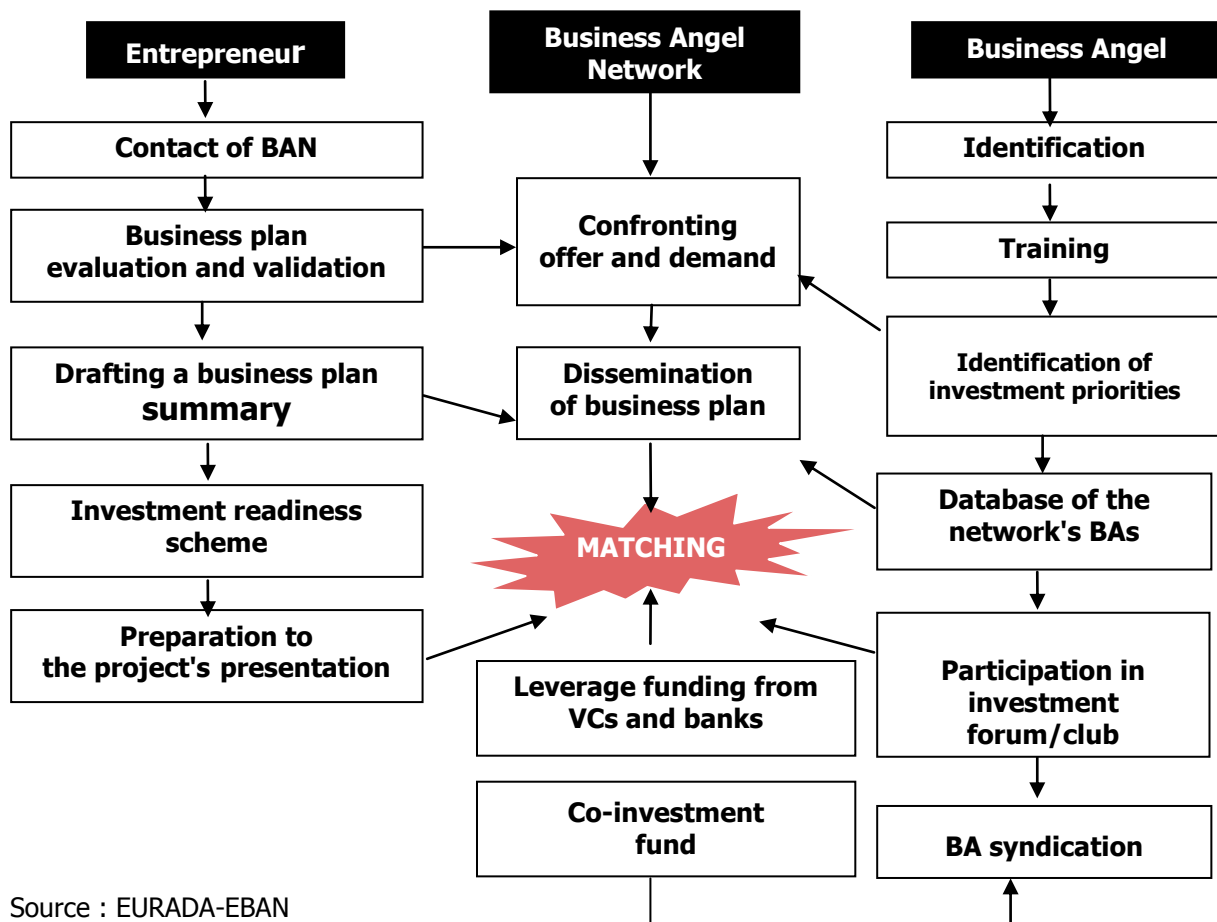 Entrepreneur
Business Angel
Network
Business Angel
Contact of BAN
Business plan
evaluation and validation
Drafting a business plan
summary
Investment readiness
scheme
Preparation to
the project's presentation
Confronting
offer and demand
Dissemination
of business plan
MATCHING
Leverage funding from
VCs and banks
Co-investment
fund
Identification
Training
Identification of
investment priorities
Database of the
network's BAs
Participation in
investment
forum/club
BA syndication
Source : EURADA-EBAN